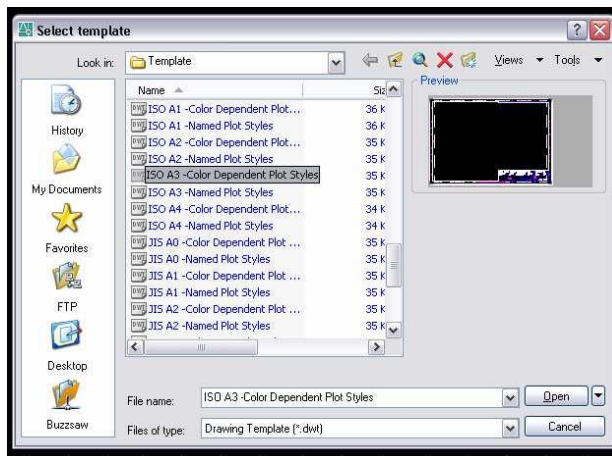 Select template
Look in: Template Views Tools
History
My Documents
Favorites
FTP
Desktop
Buzzsaw
Name Siz
ISO A1 -Color Dependent Plot... 36 K
ISO A1 -Named Plot Styles 36 K
ISO A2 -Color Dependent Plot... 35 K
ISO A2 -Named Plot Styles 35 K
ISO A3 -Color Dependent Plot Styles 35 K
ISO A3 -Named Plot Styles 35 K
ISO A4 -Color Dependent Plot... 34 K
ISO A4 -Named Plot Styles 34 K
JIS A0 -Color Dependent Plot ... 35 K
JIS A0 -Named Plot Styles 35 K
JIS A1 -Color Dependent Plot ... 35 K
JIS A1 -Named Plot Styles 35 K
JIS A2 -Color Dependent Plot ... 35 K
JIS A2 -Named Plot Styles 35 K
Preview
File name: ISO A3 -Color Dependent Plot Styles Open
Files of type: Drawing Template (*.dwt) Cancel